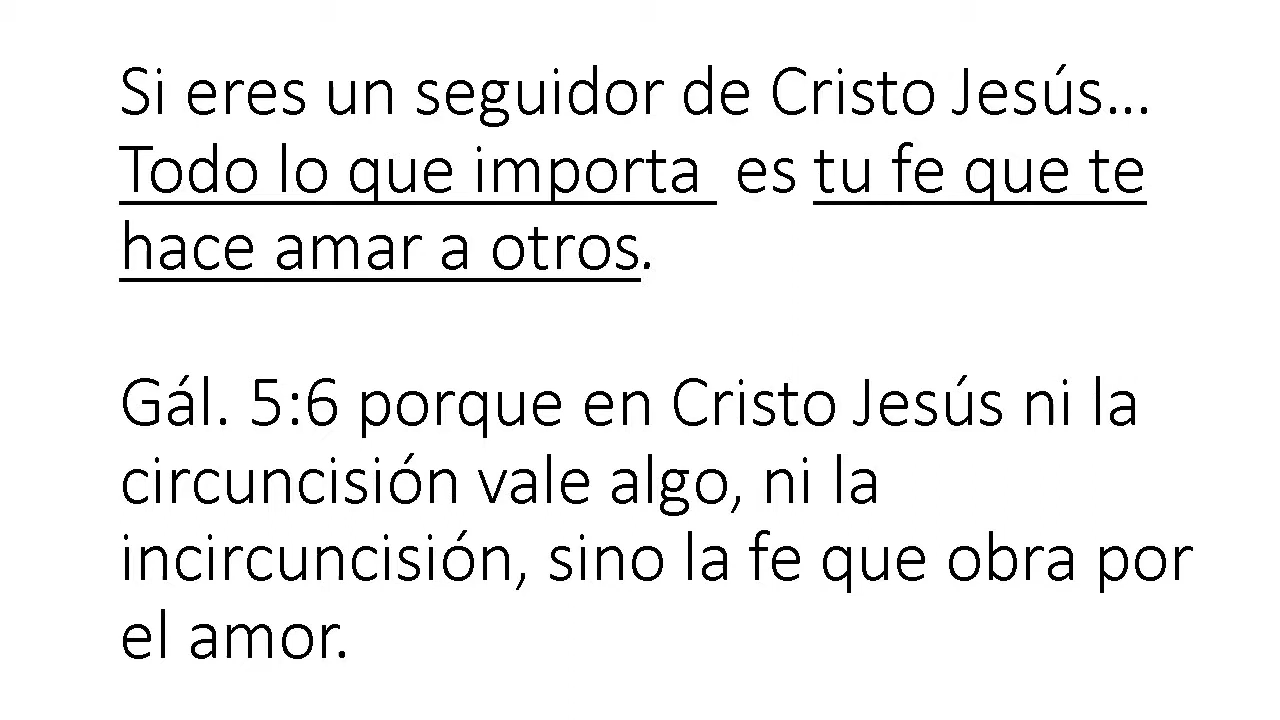 Si eres un seguidor de Cristo Jesús...
Todo lo que importa es tu fe que te
hace amar a otros.
Gál. 5:6 porque en Cristo Jesús ni la
circuncisión vale algo, ni la
incircuncisión, sino la fe que obra por
el amor.